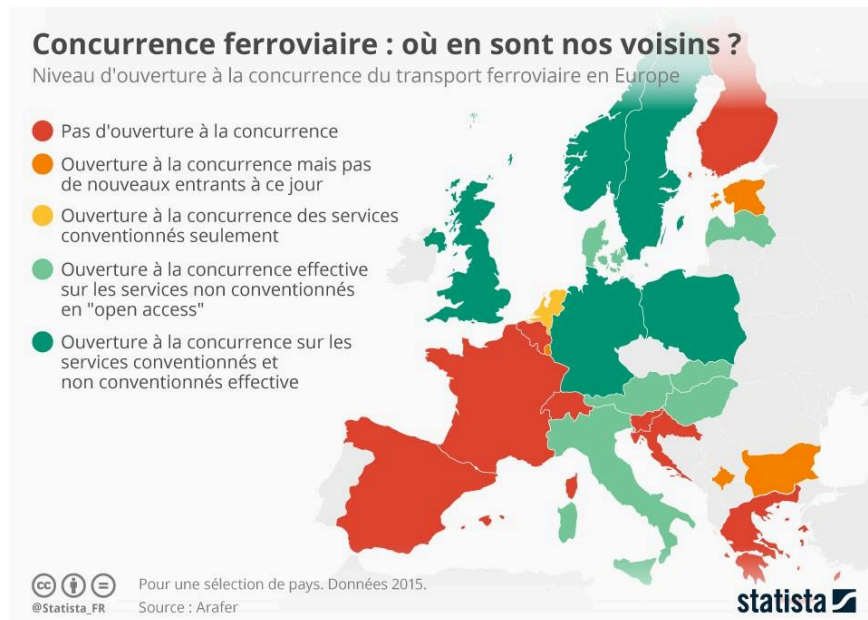 Concurrence ferroviaire : où en sont nos voisins ?
Niveau d'ouverture à la concurrence du transport ferroviaire en Europe
Pas d'ouverture à la concurrence
Ouverture à la concurrence mais pas
de nouveaux entrants à ce jour
Ouverture à la concurrence des services
conventionnés seulement
Ouverture à la concurrence effective
sur les services non conventionnés
en "open access"
Ouverture à la concurrence sur les
services conventionnés et
non conventionnés effective
cc
@Statista_FR
Pour une sélection de pays. Données 2015.
Source : Arafer
statista